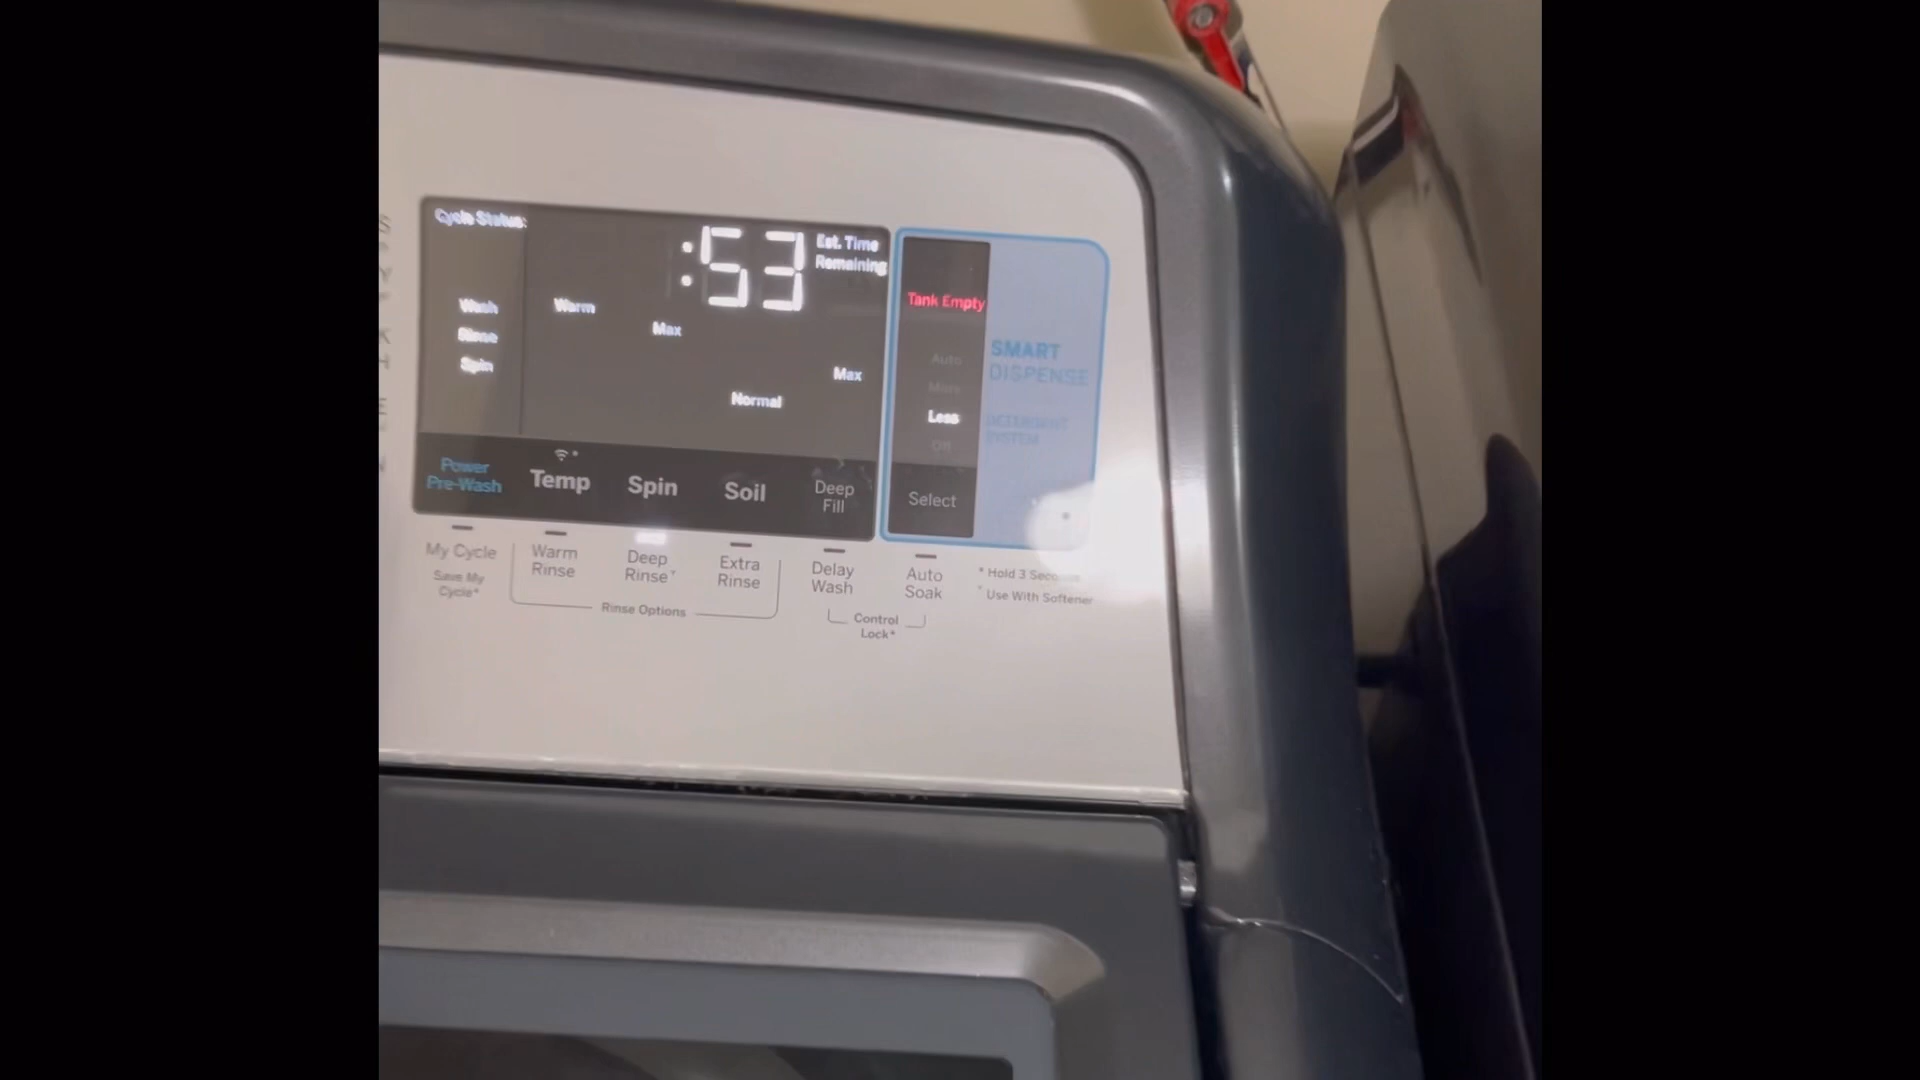 Cycle Status:
:53
Est. Time
Remaining
Tank Empty
Wash
Warm
Rinse
Max
Spin
Max
Normal
Auto
More
Less
Off
SMART
DISPENSE
DETERGENT
SYSTEM
Power
Pre-Wash
Temp
Spin
Soil
Deep
Fill
Select
My Cycle
Save My
Cycle*
Warm
Rinse
Deep
Rinse
Extra
Rinse
Rinse Options
Delay
Wash
Auto
Soak
Control
Lock*
* Hold 3 Seconds
Use With Softener